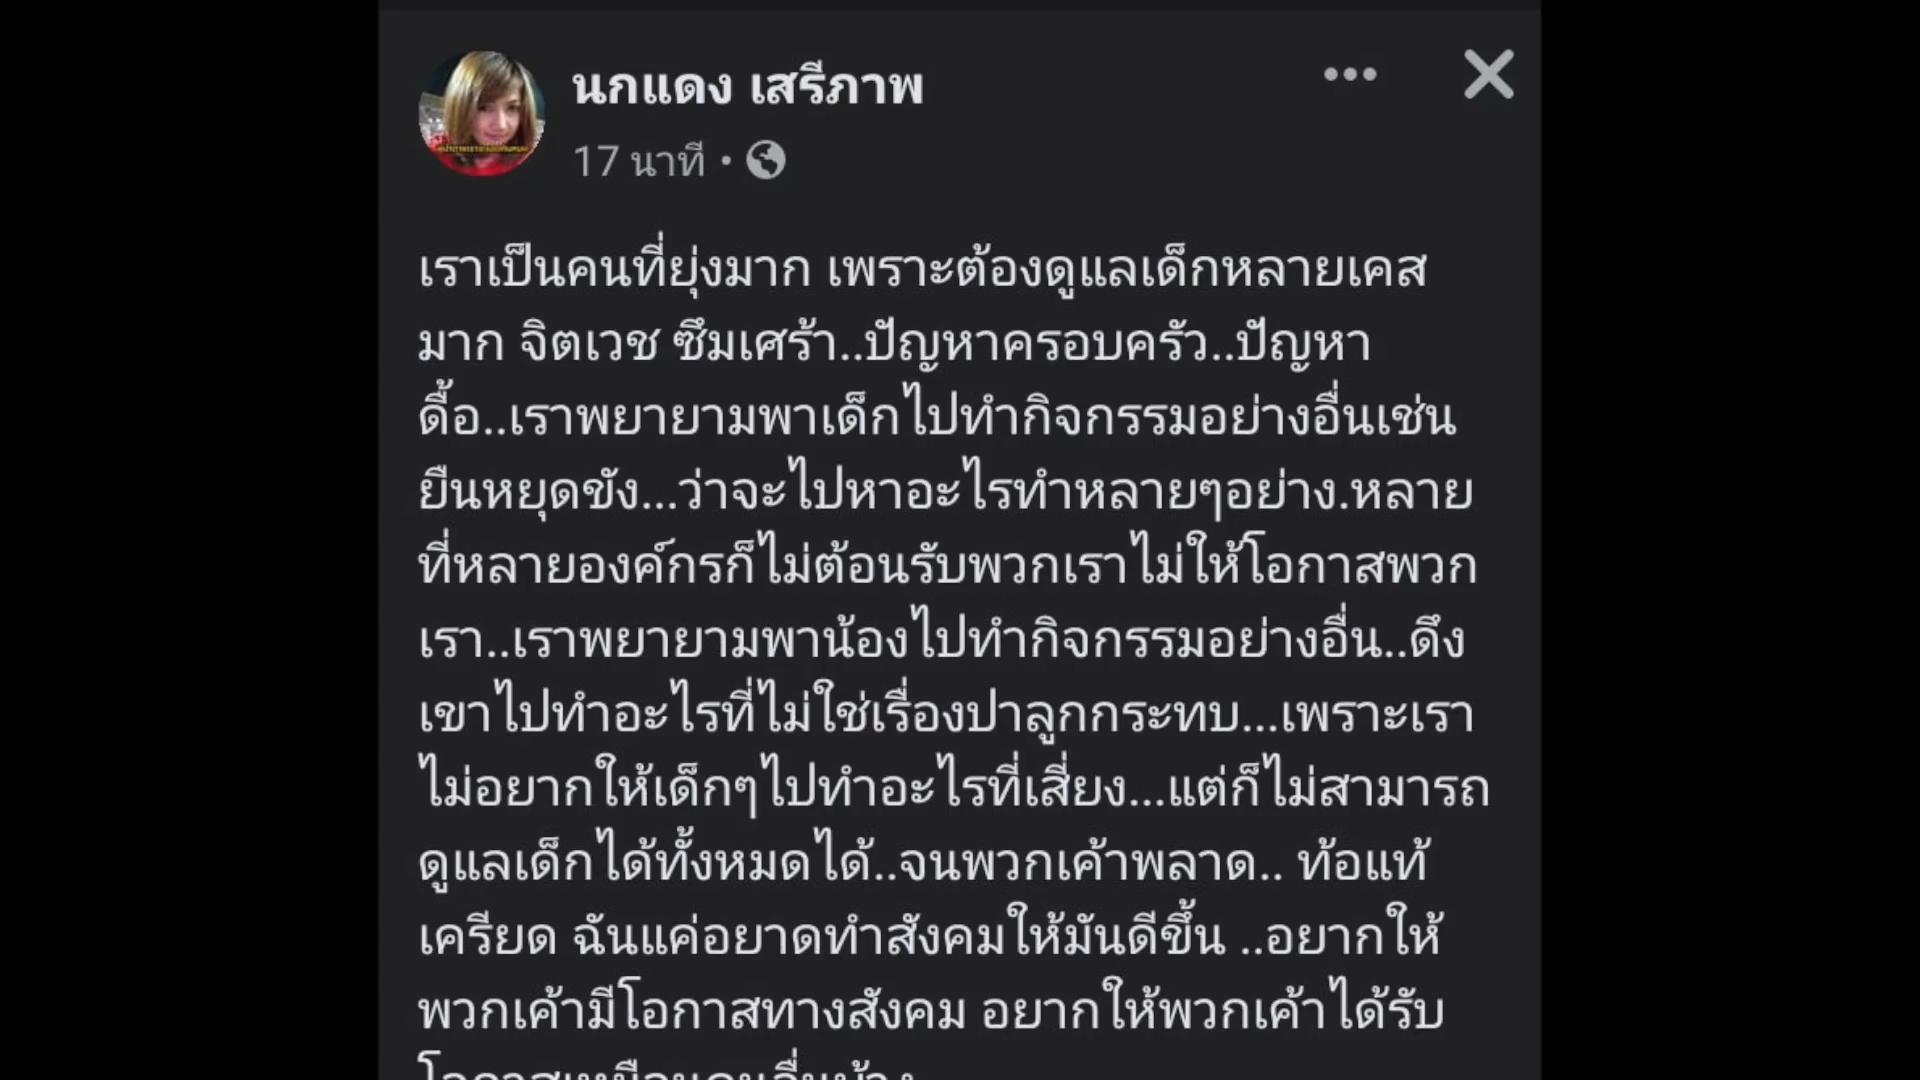 นกแดง เสรีภาพ
17 นาที ·
เราเป็นคนที่ยุ่งมาก เพราะต้องดูแลเด็กหลายเคส
มาก จิตเวช ซึมเศร้า..ปัญหาครอบครัว..ปัญหา
ดื้อ..เราพยายามพาเด็กไปทำกิจกรรมอย่างอื่นเช่น
ยืนหยุดขัง...ว่าจะไปหาอะไรทำหลายๆอย่าง.หลาย
ที่หลายองค์กรก็ไม่ต้อนรับพวกเราไม่ให้โอกาสพวก
เรา..เราพยายามพาน้องไปทำกิจกรรมอย่างอื่น..ดึง
เขาไปทำอะไรที่ไม่ใช่เรื่องปาลูกกระทบ...เพราะเรา
ไม่อยากให้เด็กๆไปทำอะไรที่เสี่ยง...แต่ก็ไม่สามารถ
ดูแลเด็กได้ทั้งหมดได้..จนพวกเค้าพลาด.. ท้อแท้
เครียด ฉันแค่อยาดทำสังคมให้มันดีขึ้น ..อยากให้
พวกเค้ามีโอกาสทางสังคม อยากให้พวกเค้าได้รับ
โอกาสเหมือนคนอื่นบ้าง